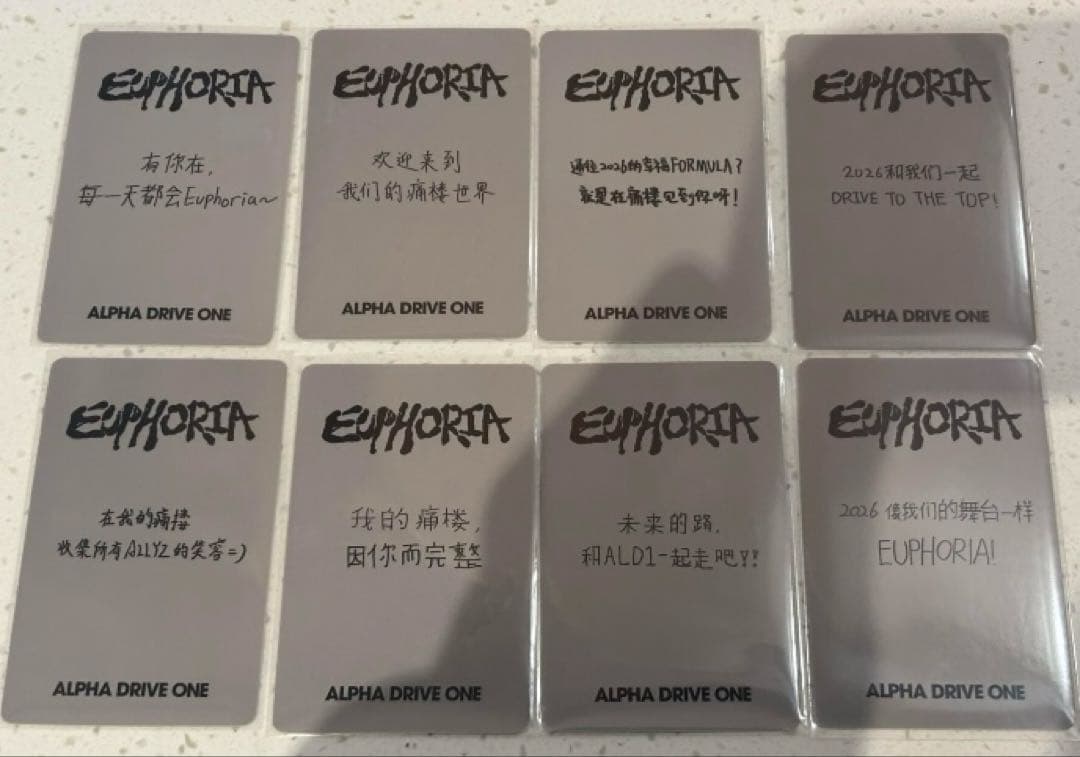 EUPHORIA
有你在,
每一天都会Euphoria~
ALPHA DRIVE ONE
EUPHORIA
欢迎来到
我们的痛楼世界
ALPHA DRIVE ONE
EUPHORIA
通往2026的幸福FORMULA?
就是在痛楼见到你呀!
ALPHA DRIVE ONE
EUPHORIA
2026和我们一起
DRIVE TO THE TOP!
ALPHA DRIVE ONE
EUPHORIA
在我的痛楼
收集所有ALLYZ的笑容=)
ALPHA DRIVE ONE
EUPHORIA
我的痛楼,
因你而完整
ALPHA DRIVE ONE
EUPHORIA
未来的路,
和ALD1一起走吧Y!
ALPHA DRIVE ONE
EUPHORIA
2026像我们的舞台一样
EUPHORIA!
ALPHA DRIVE ONE